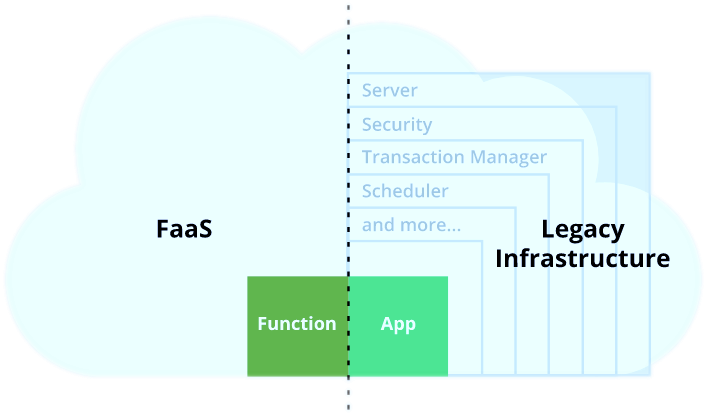 Server
Security
Transaction Manager
Scheduler
and more...
FaaS
Legacy
Infrastructure
Function
App